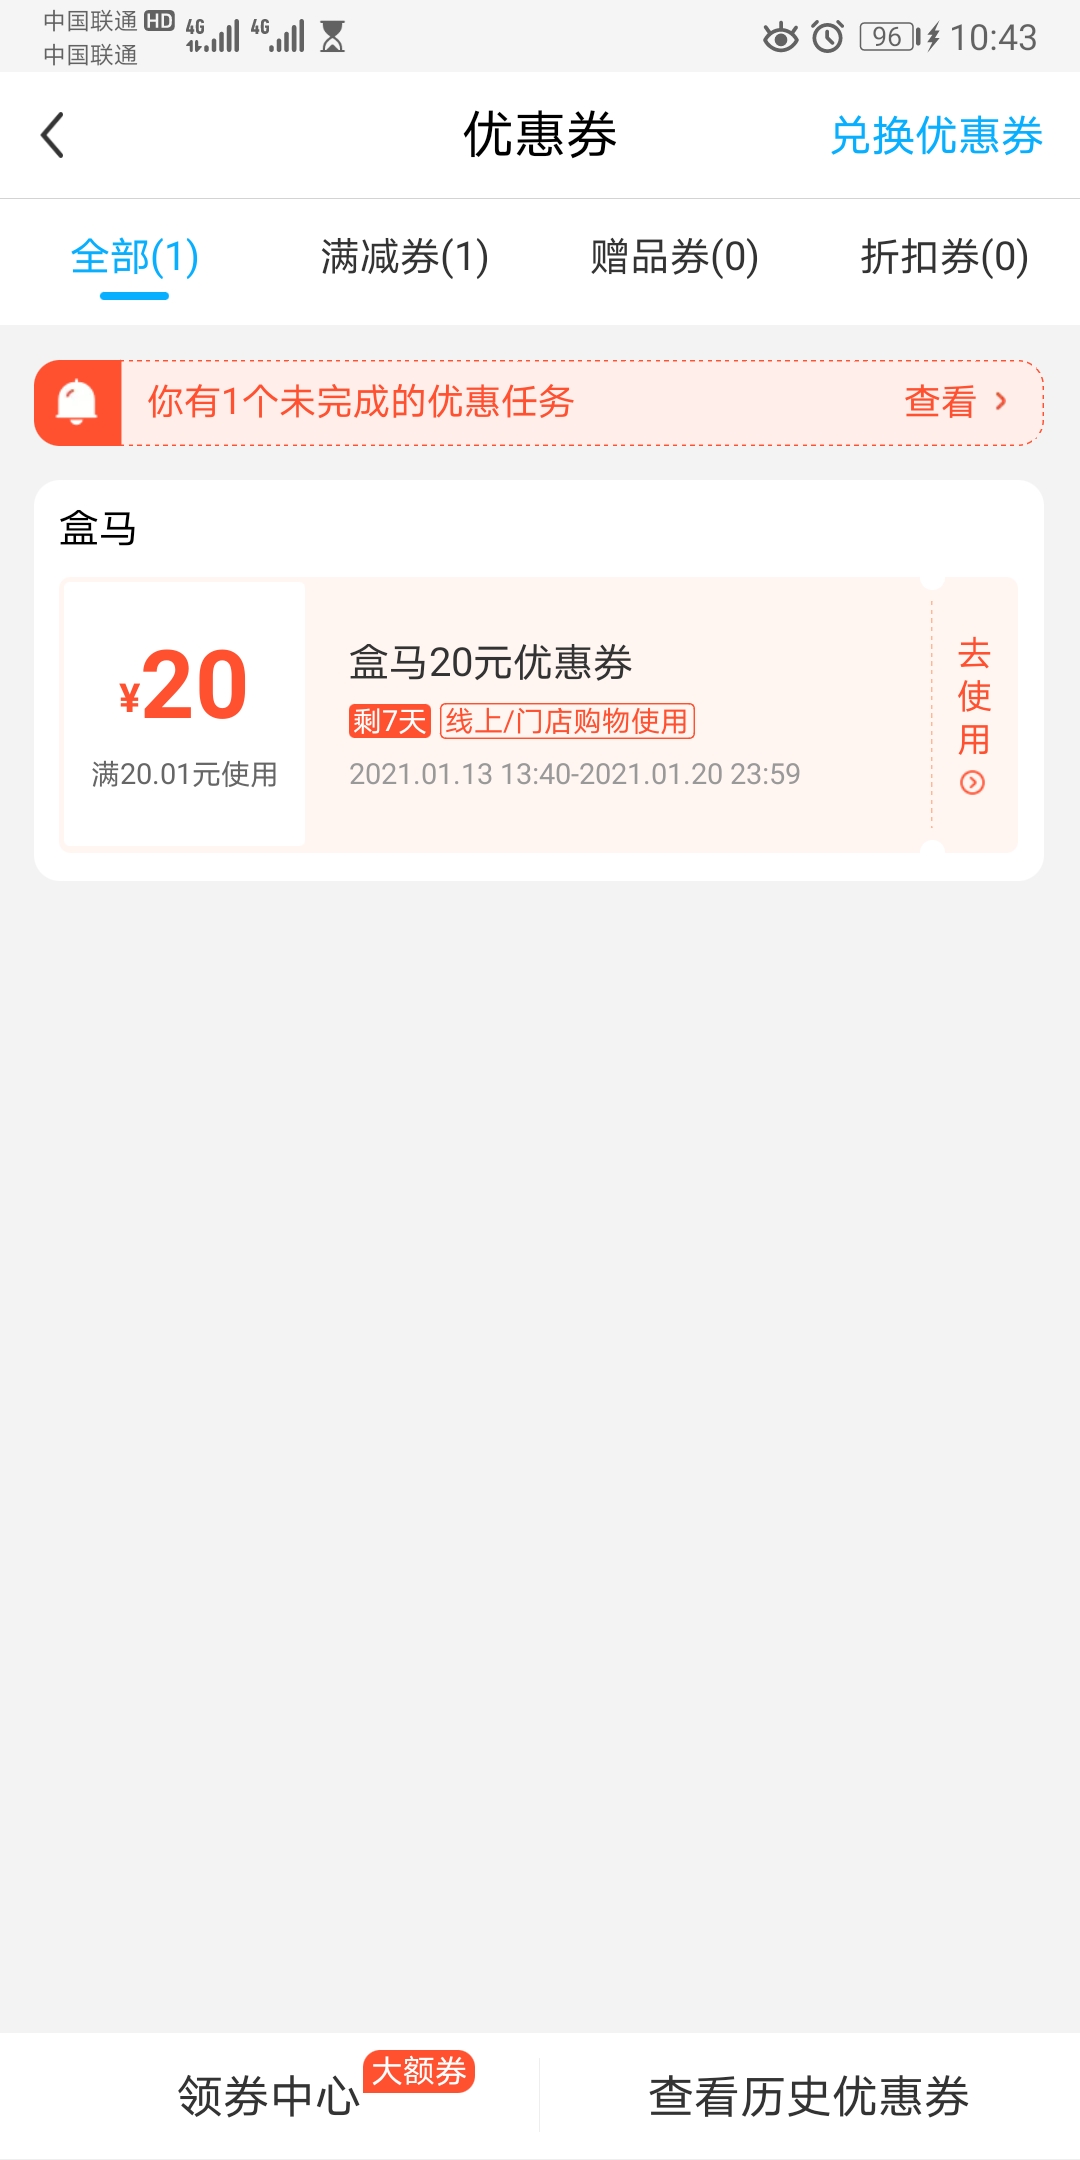 中国联通 HD 4G 4G 96 10:43
中国联通
优惠券 兑换优惠券
全部(1) 满减券(1) 赠品券(0) 折扣券(0)
你有1个未完成的优惠任务 查看
盒马
¥20
满20.01元使用
盒马20元优惠券
剩7天 线上/门店购物使用
2021.01.13 13:40-2021.01.20 23:59
去使用
领券中心 大额券 查看历史优惠券